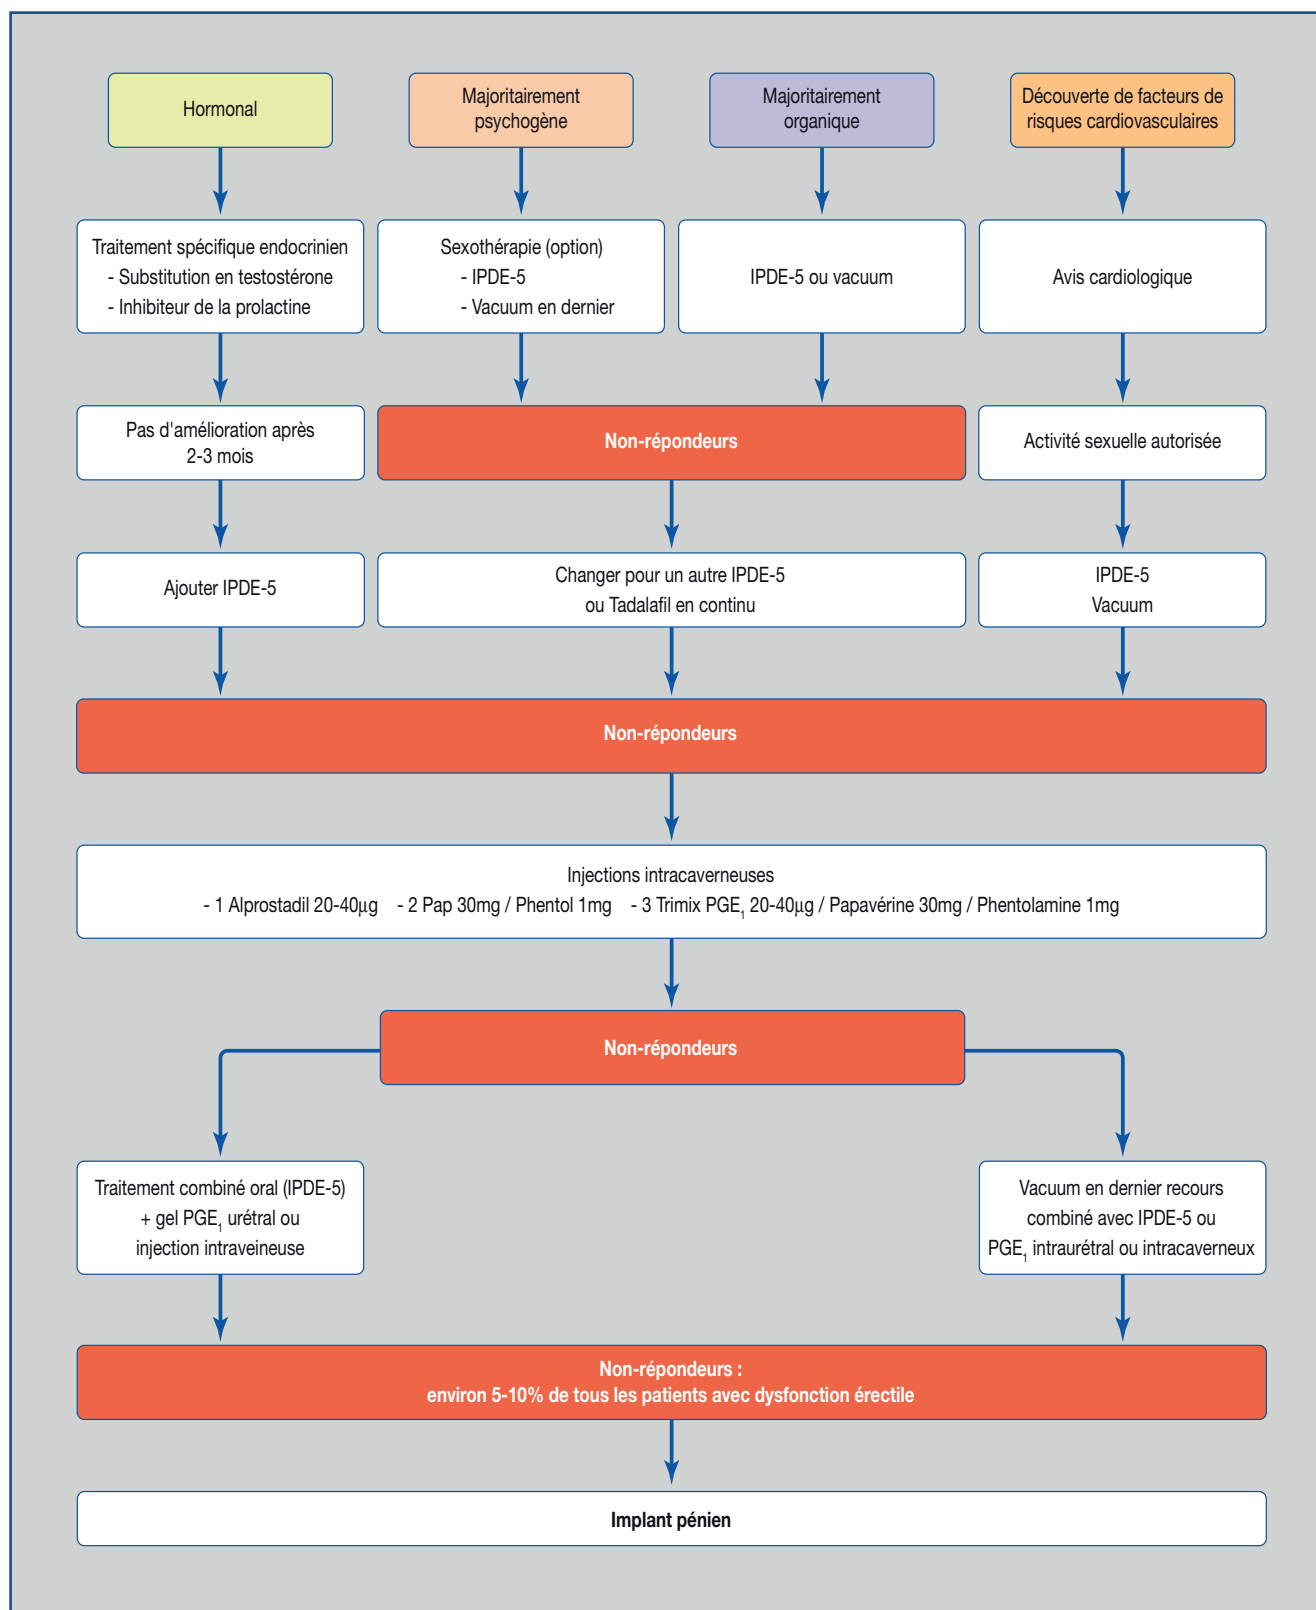 Hormonal
Majoritairement
psychogène
Majoritairement
organique
Découverte de facteurs de
risques cardiovasculaires
Traitement spécifique endocrinien
- Substitution en testostérone
- Inhibiteur de la prolactine
Sexothérapie (option)
- IPDE-5
- Vacuum en dernier
IPDE-5 ou vacuum
Avis cardiologique
Pas d'amélioration après
2-3 mois
Non-répondeurs
Activité sexuelle autorisée
Ajouter IPDE-5
Changer pour un autre IPDE-5
ou Tadalafil en continu
IPDE-5
Vacuum
Non-répondeurs
Injections intracaverneuses
- 1 Alprostadil 20-40µg - 2 Pap 30mg / Phentol 1mg - 3 Trimix PGE₁ 20-40µg / Papavérine 30mg / Phentolamine 1mg
Non-répondeurs
Traitement combiné oral (IPDE-5)
+ gel PGE₁ urétral ou
injection intraveineuse
Vacuum en dernier recours
combiné avec IPDE-5 ou
PGE₁ intraurétral ou intracaverneux
Non-répondeurs :
environ 5-10% de tous les patients avec dysfonction érectile
Implant pénien